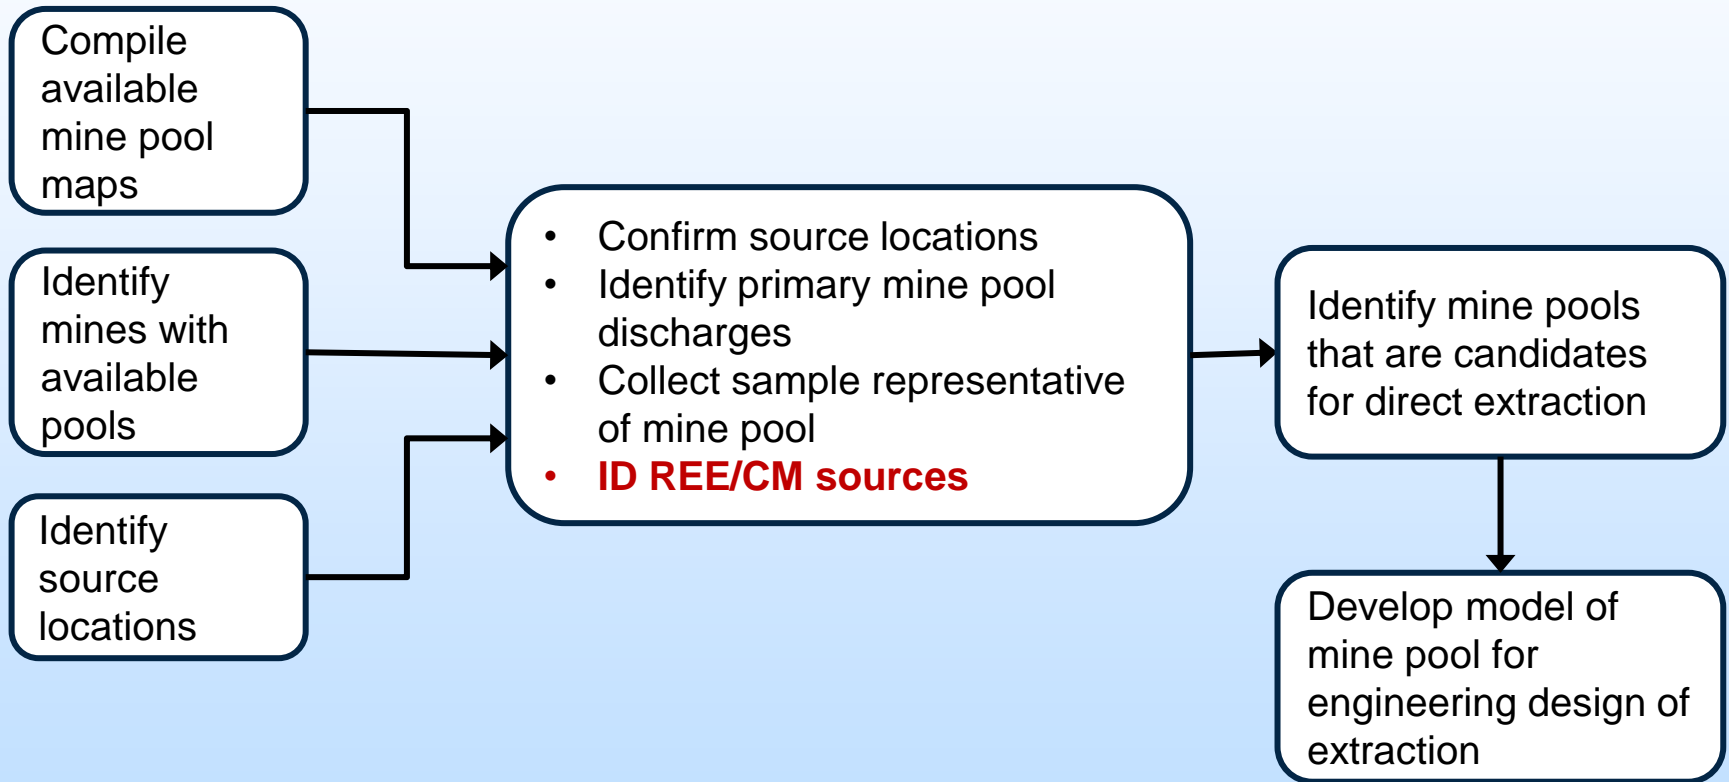 Compile
available
mine pool
maps
Identify
mines with
available
pools
Identify
source
locations
• Confirm source locations
• Identify primary mine pool
discharges
• Collect sample representative
of mine pool
• ID REE/CM sources
Identify mine pools
that are candidates
for direct extraction
Develop model of
mine pool for
engineering design of
extraction